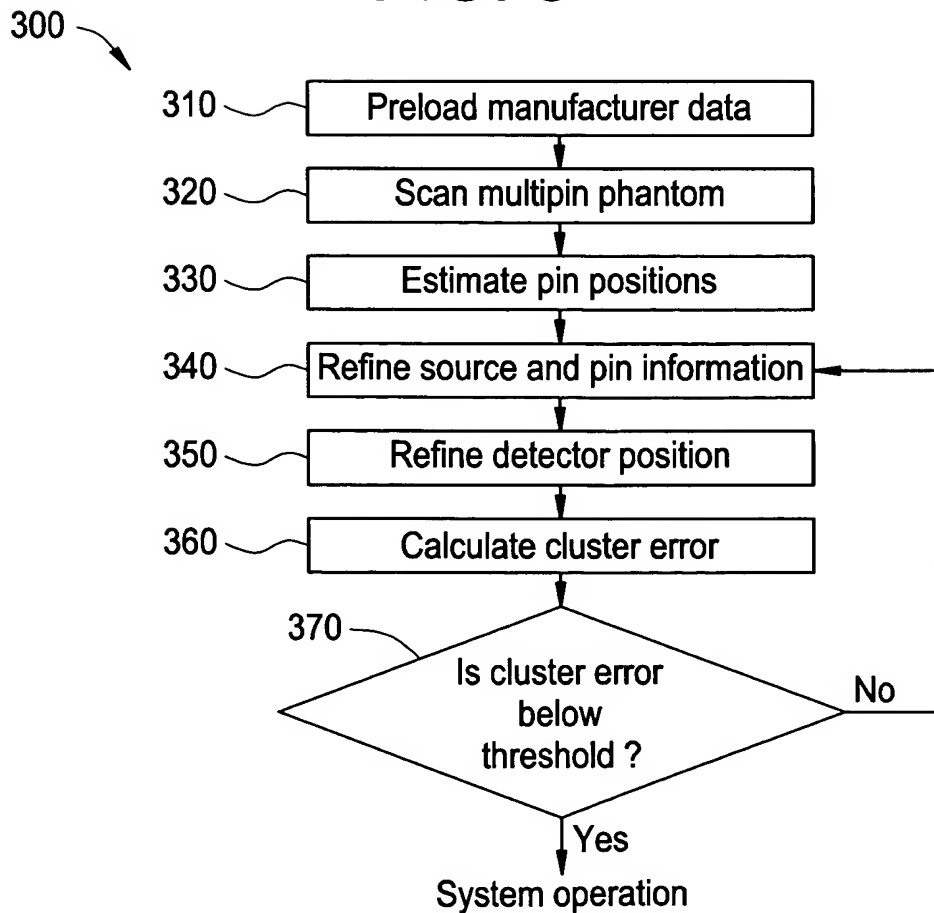 300
310
Preload manufacturer data
320
Scan multipin phantom
330
Estimate pin positions
340
Refine source and pin information
350
Refine detector position
360
Calculate cluster error
370
Is cluster error
below
threshold ?
No
Yes
System operation